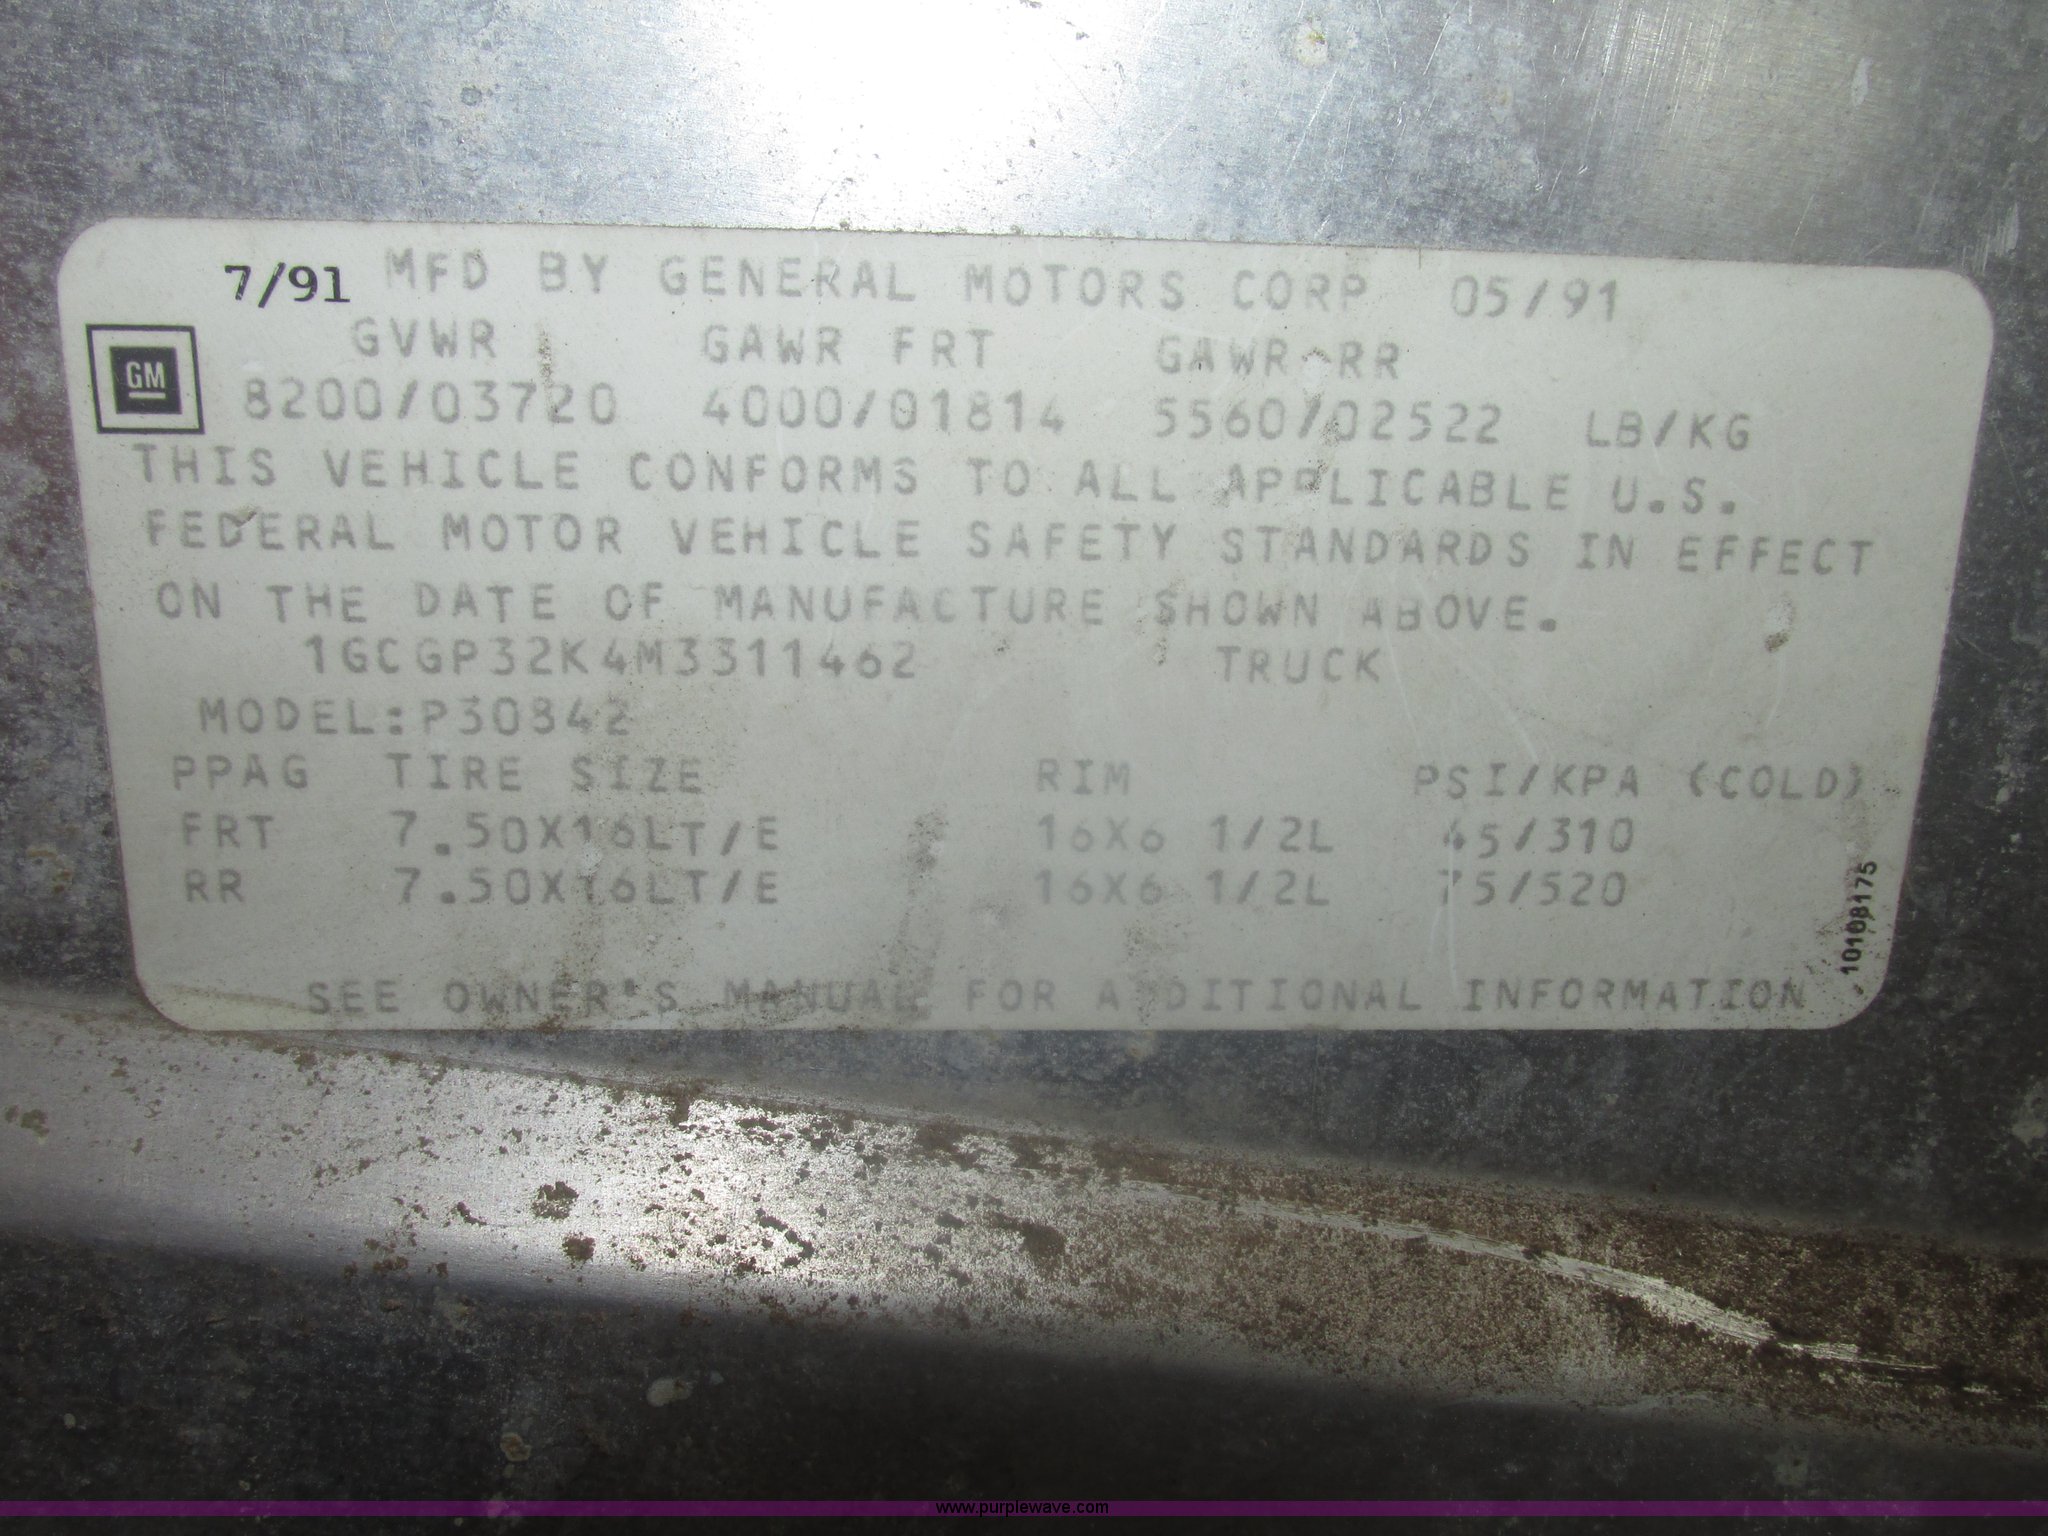 7/91 MFD BY GENERAL MOTORS CORP 05/91
GVWR GAWR FRT GAWR RR
GM
8200/03720 4000/01814 5560/02522 LB/KG
THIS VEHICLE CONFORMS TO ALL APPLICABLE U.S.
FEDERAL MOTOR VEHICLE SAFETY STANDARDS IN EFFECT
ON THE DATE OF MANUFACTURE SHOWN ABOVE.
1GCGP32K4M3311462 TRUCK
MODEL:P30842
PPAG TIRE SIZE RIM PSI/KPA (COLD)
FRT 7.50X16LT/E 16X6 1/2L 45/310
RR 7.50X16LT/E 16X6 1/2L 75/520
10108175
SEE OWNER'S MANUAL FOR ADDITIONAL INFORMATION
www.purplewave.com